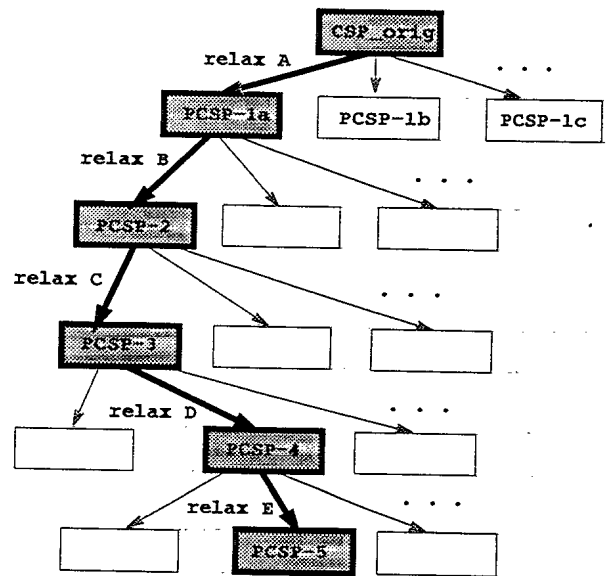 CSP_orig
relax A
. . .
PCSP-1a
PCSP-1b
PCSP-1c
relax B
. . .
PCSP-2
relax C
. . .
PCSP-3
relax D
. . .
PCSP-4
relax E
. . .
PCSP-5